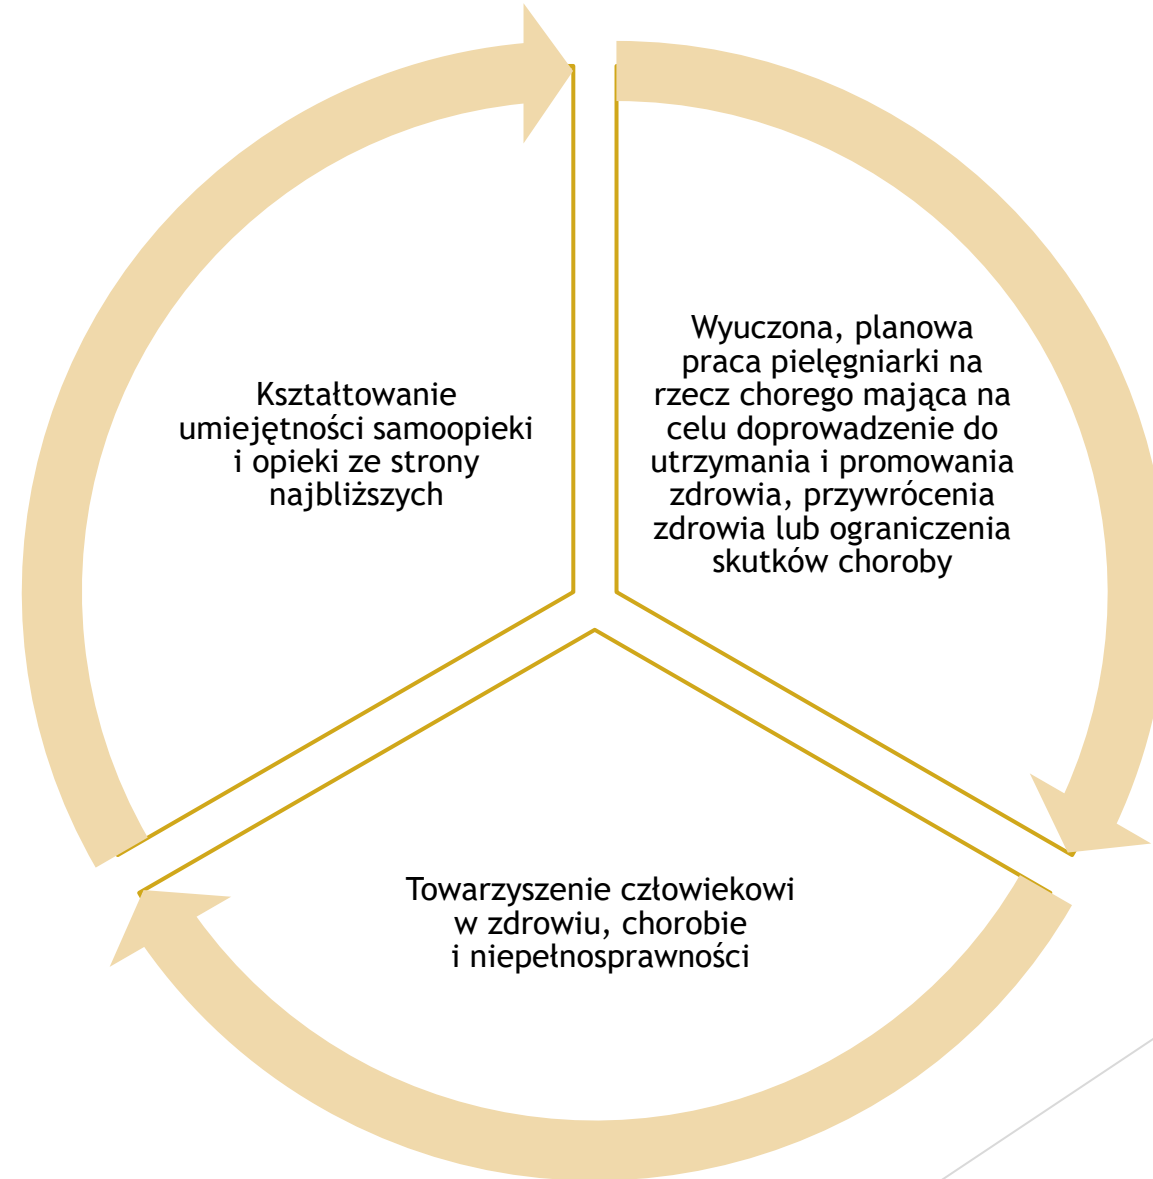 Kształtowanie
umiejętności samoopieki
i opieki ze strony
najbliższych
Wyuczona, planowa
praca pielęgniarki na
rzecz chorego mająca na
celu doprowadzenie do
utrzymania i promowania
zdrowia, przywrócenia
zdrowia lub ograniczenia
skutków choroby
Towarzyszenie człowiekowi
w zdrowiu, chorobie
i niepełnosprawności